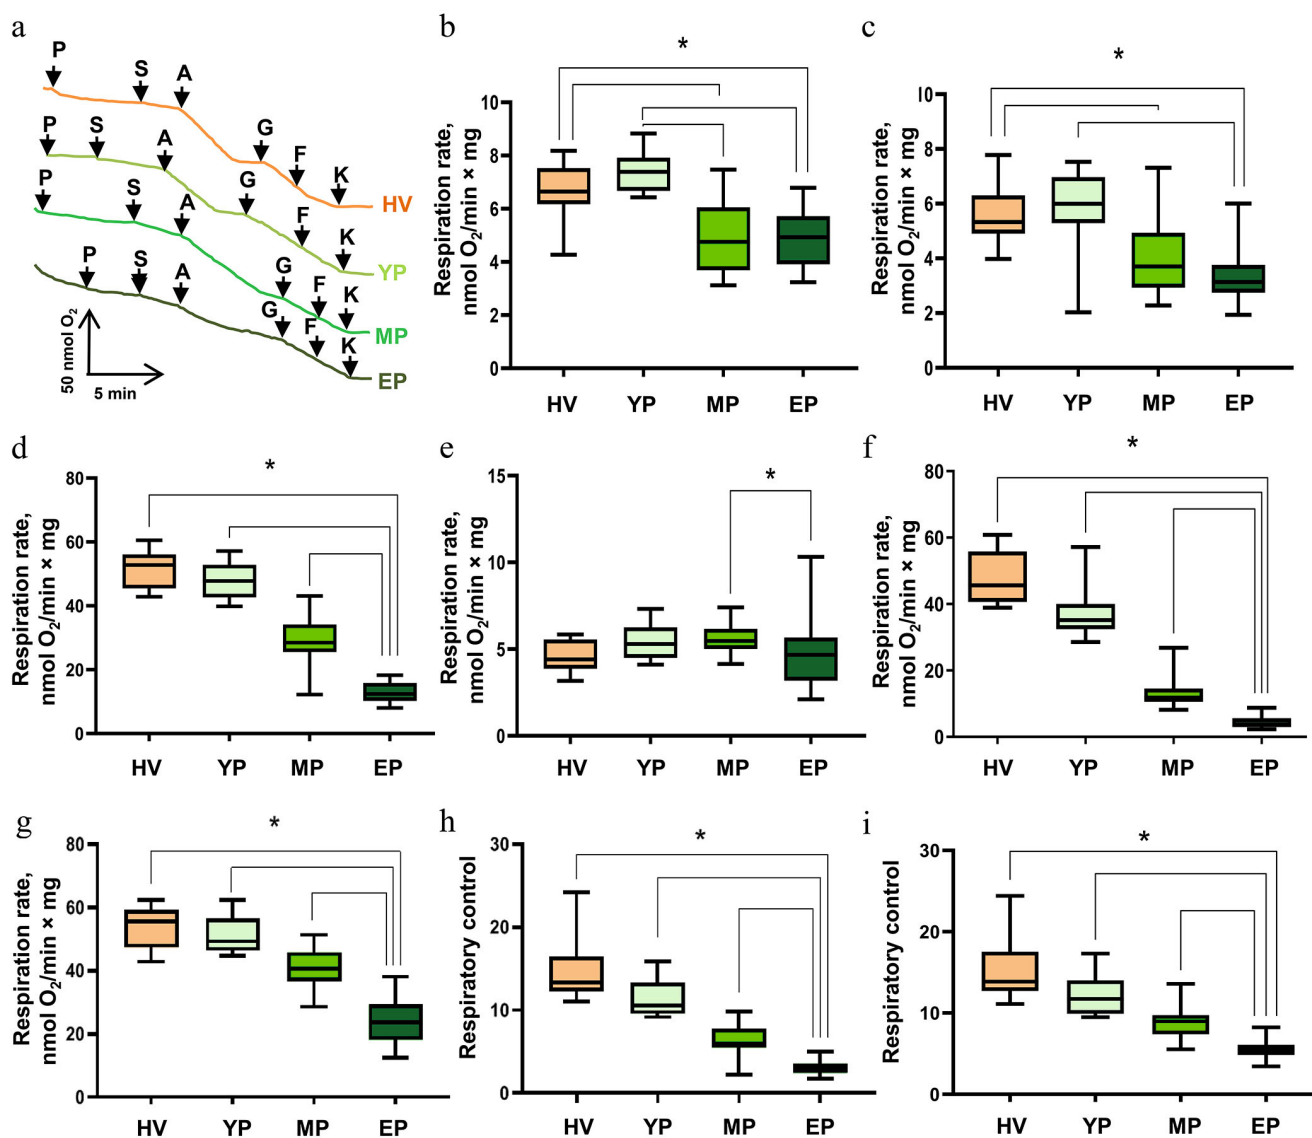 a
P S A G F K HV
P S A G F K YP
P S A G F K MP
P S A G F K EP
50 nmol O₂
5 min
b
*
Respiration rate,
nmol O₂/min × mg
10
8
6
4
2
0
HV YP MP EP
c
*
Respiration rate,
nmol O₂/min × mg
10
8
6
4
2
0
HV YP MP EP
d
*
Respiration rate,
nmol O₂/min × mg
80
60
40
20
0
HV YP MP EP
e
*
Respiration rate,
nmol O₂/min × mg
15
10
5
0
HV YP MP EP
f
*
Respiration rate,
nmol O₂/min × mg
80
60
40
20
0
HV YP MP EP
g
*
Respiration rate,
nmol O₂/min × mg
80
60
40
20
0
HV YP MP EP
h
*
Respiratory control
30
20
10
0
HV YP MP EP
i
*
Respiratory control
30
20
10
0
HV YP MP EP